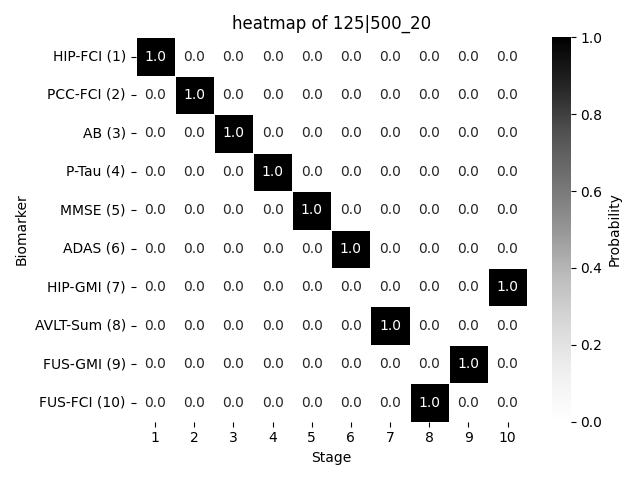 heatmap of 125|500_20
Biomarker
HIP-FCI (1) 1.0 0.0 0.0 0.0 0.0 0.0 0.0 0.0 0.0 0.0
PCC-FCI (2) 0.0 1.0 0.0 0.0 0.0 0.0 0.0 0.0 0.0 0.0
AB (3) 0.0 0.0 1.0 0.0 0.0 0.0 0.0 0.0 0.0 0.0
P-Tau (4) 0.0 0.0 0.0 1.0 0.0 0.0 0.0 0.0 0.0 0.0
MMSE (5) 0.0 0.0 0.0 0.0 1.0 0.0 0.0 0.0 0.0 0.0
ADAS (6) 0.0 0.0 0.0 0.0 0.0 1.0 0.0 0.0 0.0 0.0
HIP-GMI (7) 0.0 0.0 0.0 0.0 0.0 0.0 0.0 0.0 0.0 1.0
AVLT-Sum (8) 0.0 0.0 0.0 0.0 0.0 0.0 1.0 0.0 0.0 0.0
FUS-GMI (9) 0.0 0.0 0.0 0.0 0.0 0.0 0.0 0.0 1.0 0.0
FUS-FCI (10) 0.0 0.0 0.0 0.0 0.0 0.0 0.0 1.0 0.0 0.0
1 2 3 4 5 6 7 8 9 10
Stage
1.0
0.8
0.6
0.4
0.2
0.0
Probability